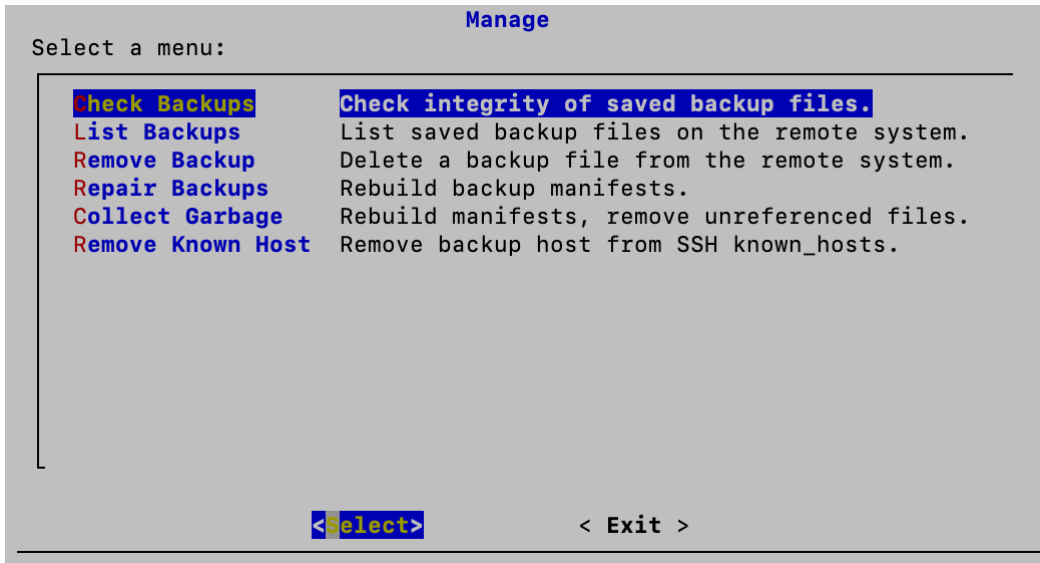 Manage
Select a menu:
Check Backups Check integrity of saved backup files.
List Backups List saved backup files on the remote system.
Remove Backup Delete a backup file from the remote system.
Repair Backups Rebuild backup manifests.
Collect Garbage Rebuild manifests, remove unreferenced files.
Remove Known Host Remove backup host from SSH known_hosts.
<Select> < Exit >